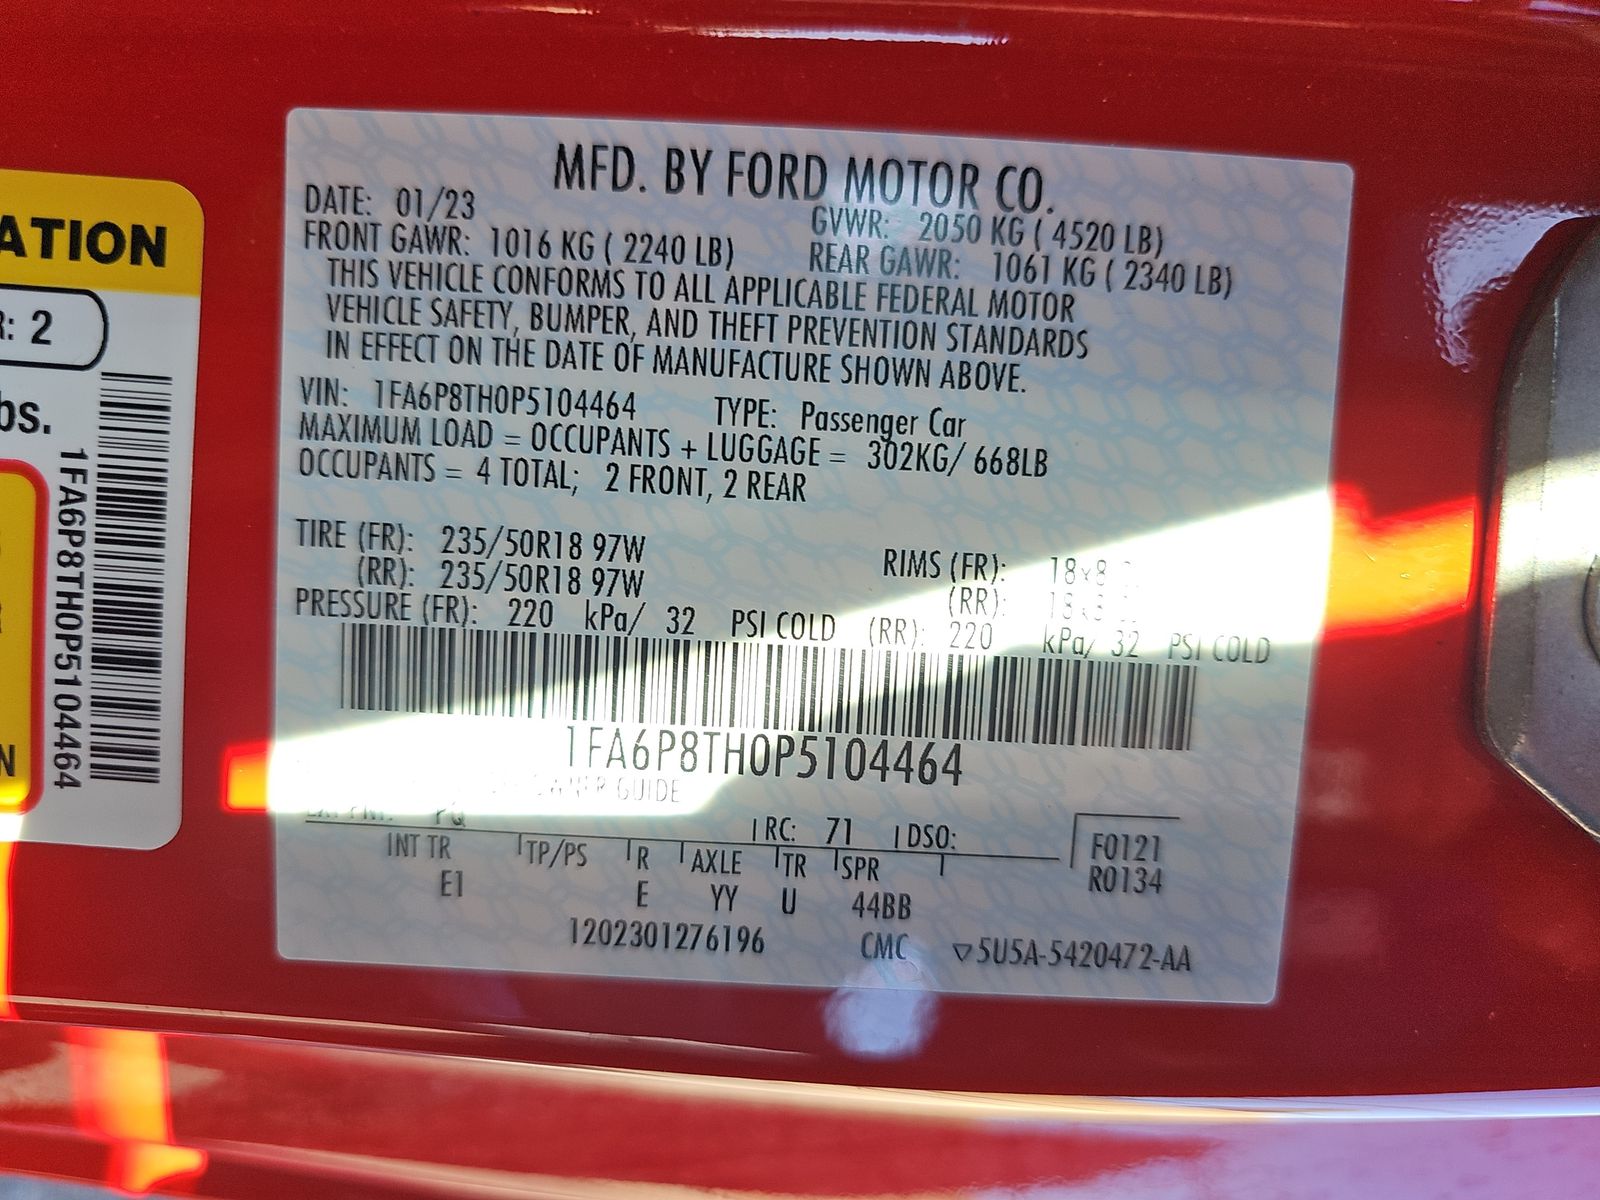 ATION
R: 2
bs.
1FA6P8TH0P5104464
N
MFD. BY FORD MOTOR CO.
DATE: 01/23 GVWR: 2050 KG ( 4520 LB)
FRONT GAWR: 1016 KG ( 2240 LB) REAR GAWR: 1061 KG ( 2340 LB)
THIS VEHICLE CONFORMS TO ALL APPLICABLE FEDERAL MOTOR
VEHICLE SAFETY, BUMPER, AND THEFT PREVENTION STANDARDS
IN EFFECT ON THE DATE OF MANUFACTURE SHOWN ABOVE.
VIN: 1FA6P8TH0P5104464 TYPE: Passenger Car
MAXIMUM LOAD = OCCUPANTS + LUGGAGE = 302KG/ 668LB
OCCUPANTS = 4 TOTAL; 2 FRONT, 2 REAR
TIRE (FR): 235/50R18 97W RIMS (FR): 18x8
(RR): 235/50R18 97W (RR):
PRESSURE (FR): 220 kPa/ 32 PSI COLD (RR): 220 kPa/ 32 PSI COLD
1FA6P8TH0P5104464
OWNER GUIDE
EXT PNT: PQ RC: 71 DSO: F0121
INT TR TP/PS R AXLE TR SPR R0134
E1 E YY U 44BB
1202301276196 CMC ▽5U5A-5420472-AA